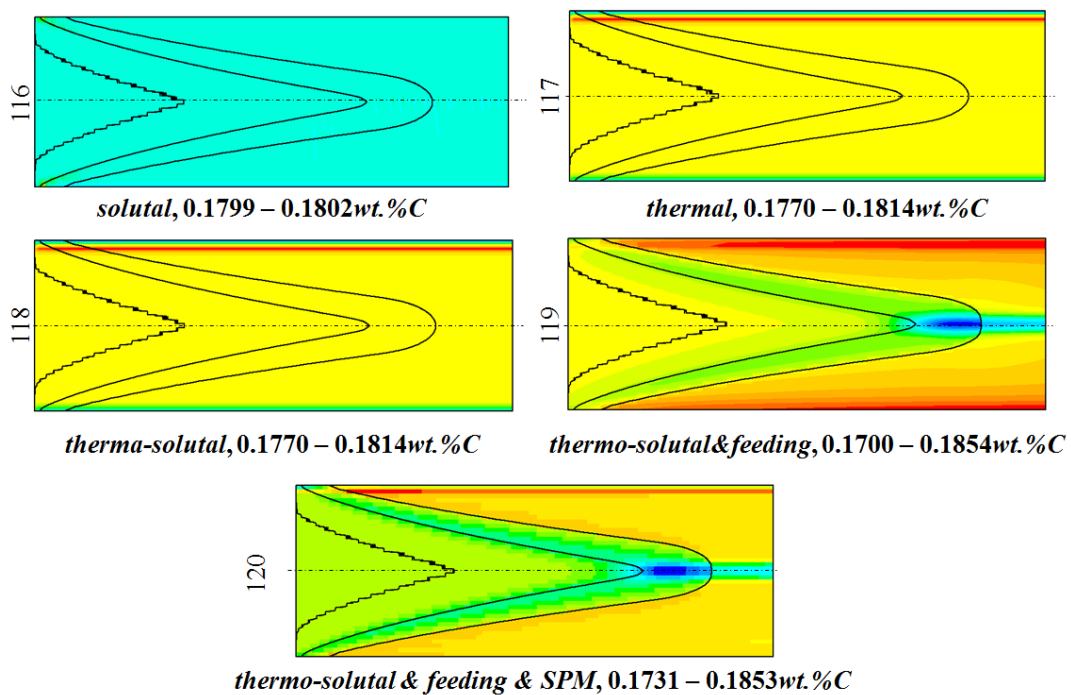 116
solutal, 0.1799 – 0.1802wt.%C
117
thermal, 0.1770 – 0.1814wt.%C
118
therma-solutal, 0.1770 – 0.1814wt.%C
119
thermo-solutal&feeding, 0.1700 – 0.1854wt.%C
120
thermo-solutal & feeding & SPM, 0.1731 – 0.1853wt.%C